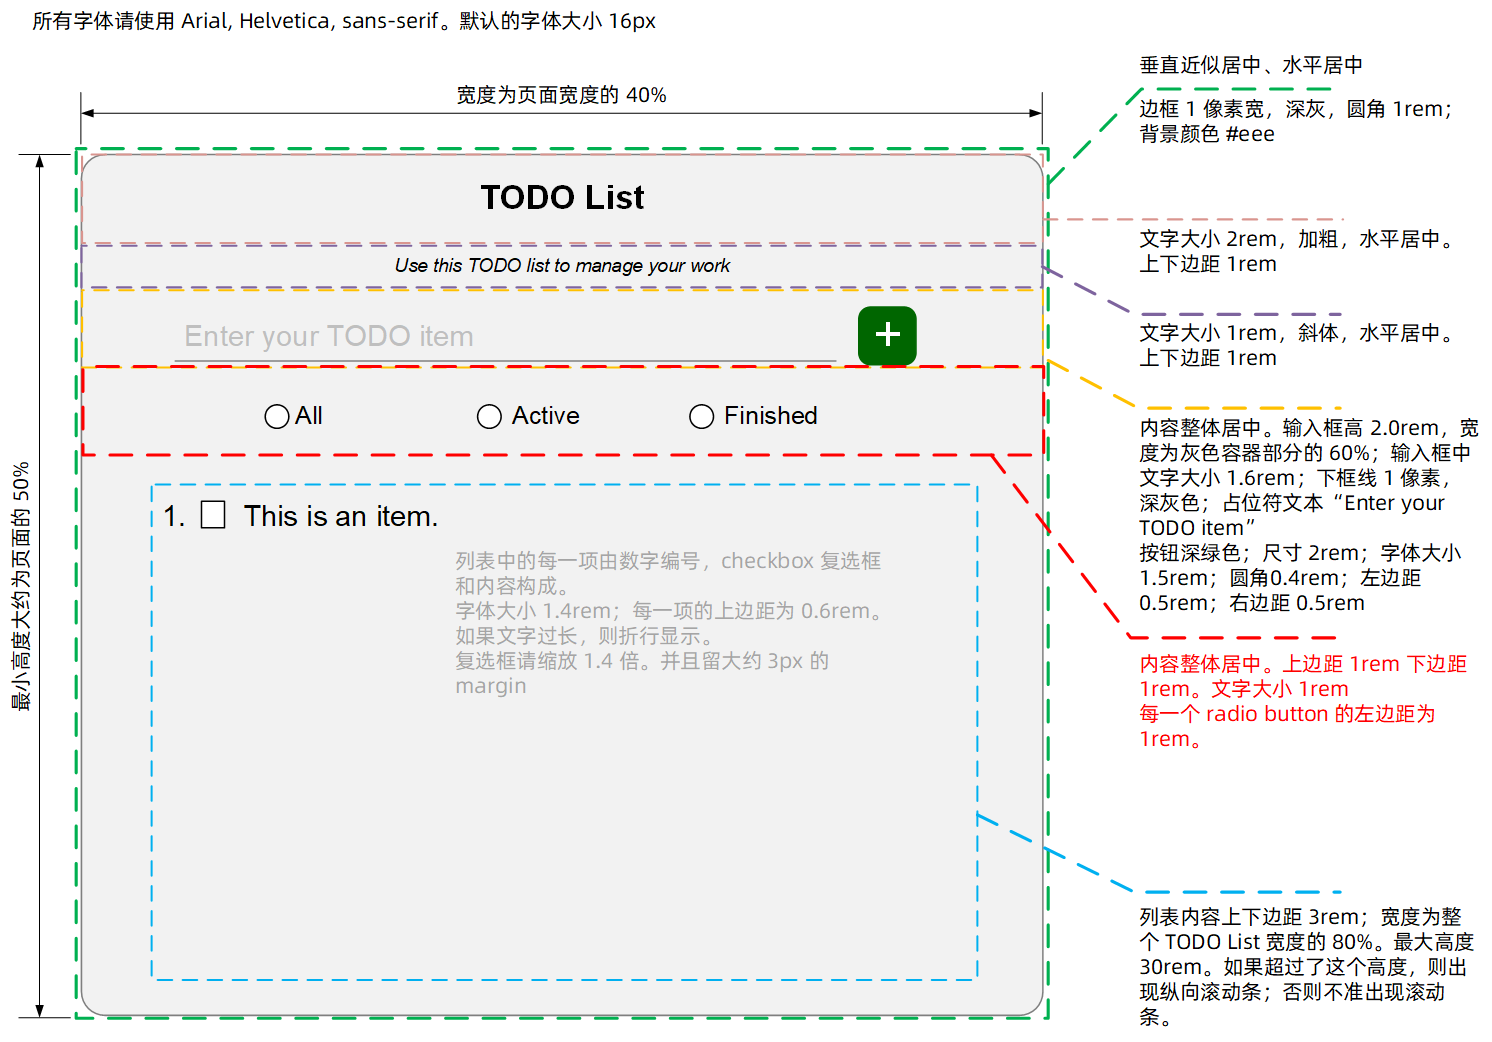 所有字体请使用 Arial, Helvetica, sans-serif。默认的字体大小 16px
宽度为页面宽度的 40%
最小高度大约为页面的 50%
TODO List
Use this TODO list to manage your work
Enter your TODO item
+
All
Active
Finished
1.
This is an item.
列表中的每一项由数字编号，checkbox 复选框
和内容构成。
字体大小 1.4rem；每一项的上边距为 0.6rem。
如果文字过长，则折行显示。
复选框请缩放 1.4 倍。并且留大约 3px 的
margin
垂直近似居中、水平居中
边框 1 像素宽，深灰，圆角 1rem；
背景颜色 #eee
文字大小 2rem，加粗，水平居中。
上下边距 1rem
文字大小 1rem，斜体，水平居中。
上下边距 1rem
内容整体居中。输入框高 2.0rem，宽
度为灰色容器部分的 60%；输入框中
文字大小 1.6rem；下框线 1 像素，
深灰色；占位符文本“Enter your
TODO item”
按钮深绿色；尺寸 2rem；字体大小
1.5rem；圆角0.4rem；左边距
0.5rem；右边距 0.5rem
内容整体居中。上边距 1rem 下边距
1rem。文字大小 1rem
每一个 radio button 的左边距为
1rem。
列表内容上下边距 3rem；宽度为整
个 TODO List 宽度的 80%。最大高度
30rem。如果超过了这个高度，则出
现纵向滚动条；否则不准出现滚动
条。